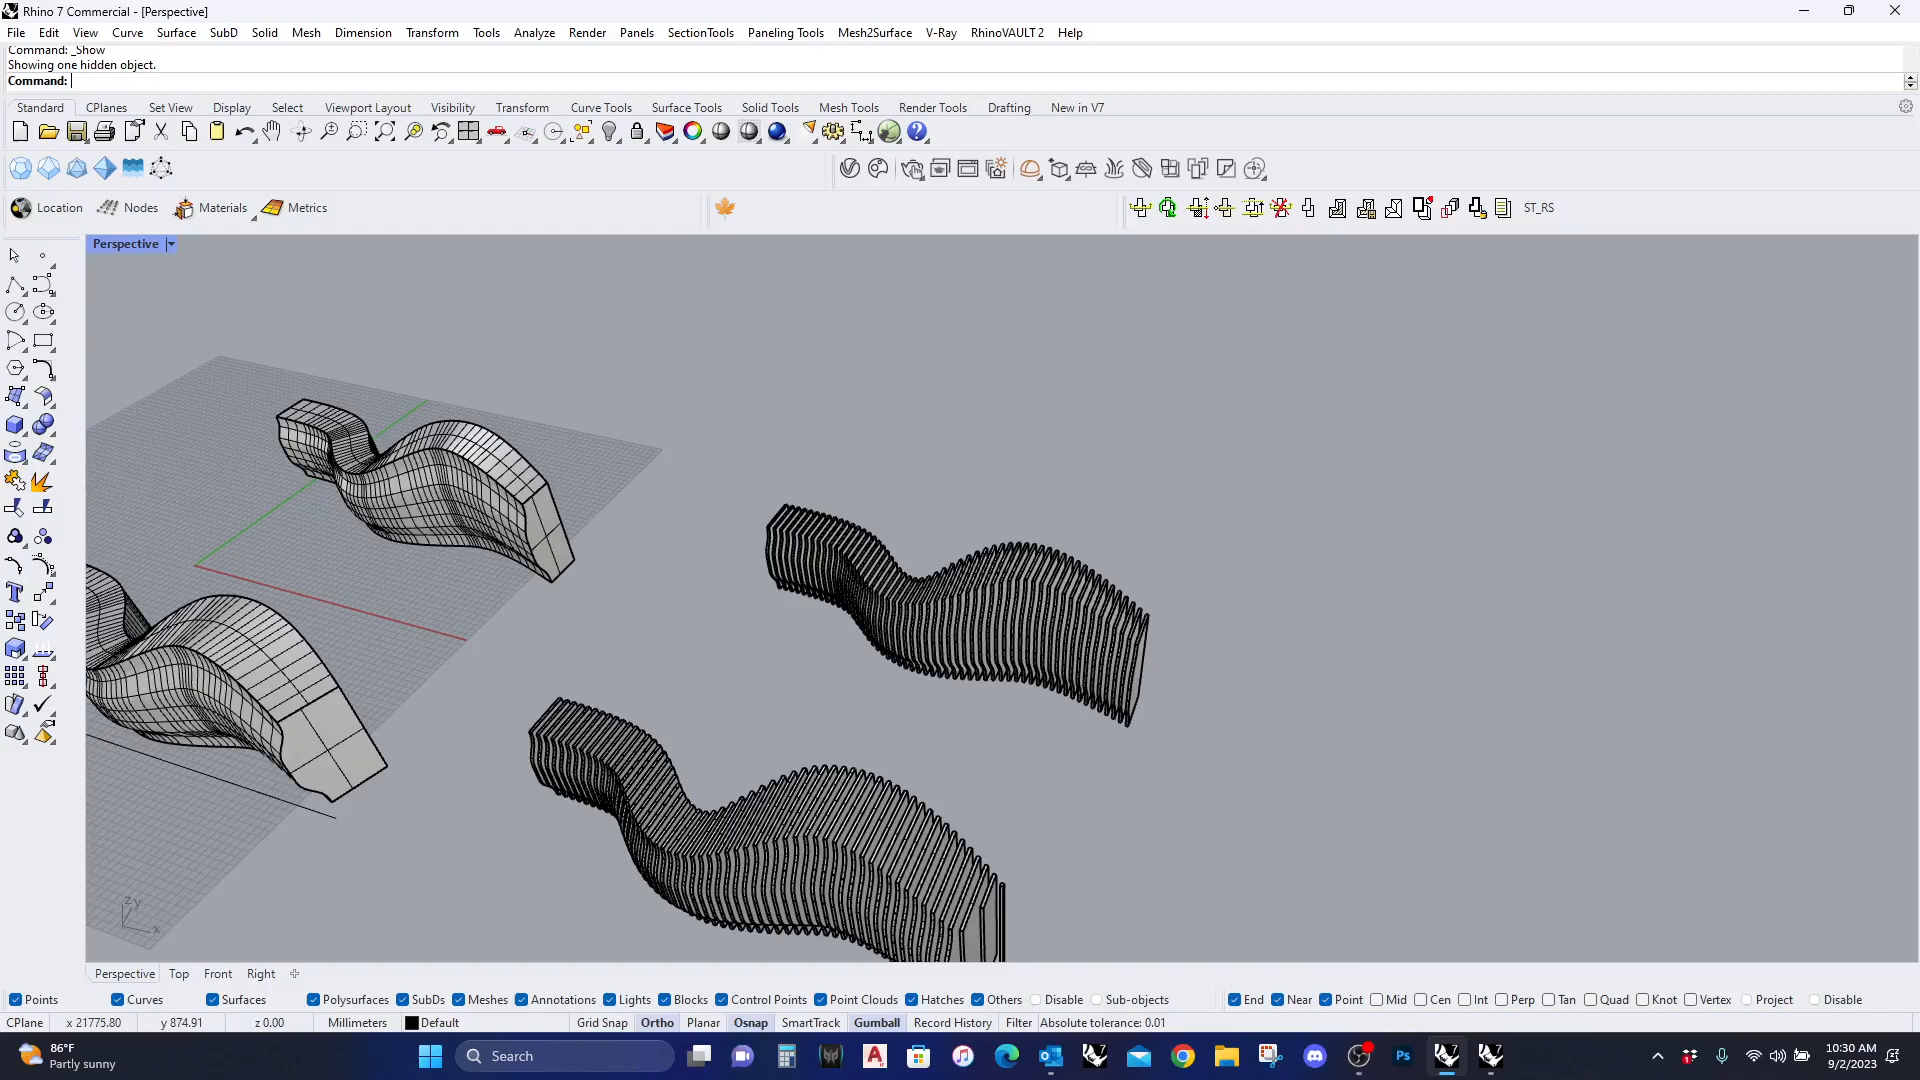 Rhino 7 Commercial - [Perspective]
File Edit View Curve Surface SubD Solid Mesh Dimension Transform Tools Analyze Render Panels SectionTools Paneling Tools Mesh2Surface V-Ray RhinoVAULT 2 Help
Command: _Show
Showing one hidden object.
Command:
Standard CPlanes Set View Display Select Viewport Layout Visibility Transform Curve Tools Surface Tools Solid Tools Mesh Tools Render Tools Drafting New in V7
Location Nodes Materials Metrics ST_RS
Perspective
z y
x
Perspective Top Front Right
Points Curves Surfaces Polysurfaces SubDs Meshes Annotations Lights Blocks Control Points Point Clouds Hatches Others Disable Sub-objects End Near Point Mid Cen Int Perp Tan Quad Knot Vertex Project Disable
CPlane x 21775.80 y 874.91 z 0.00 Millimeters Default Grid Snap Ortho Planar Osnap SmartTrack Gumball Record History Filter Absolute tolerance: 0.01
86°F
Partly sunny
Search
Ps
10:30 AM
9/2/2023